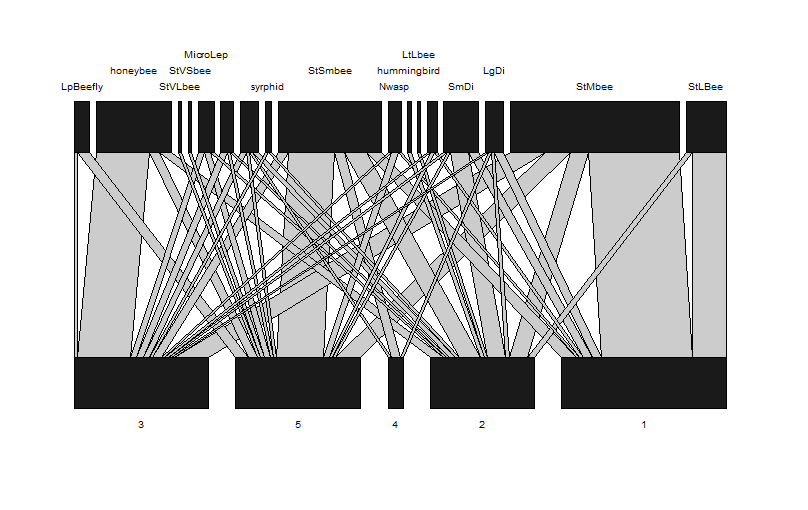 MicroLep LtLbee
honeybee StVSbee StSmbee hummingbird LgDi
LpBeefly StVLbee syrphid Nwasp SmDi StMbee StLBee
3 5 4 2 1